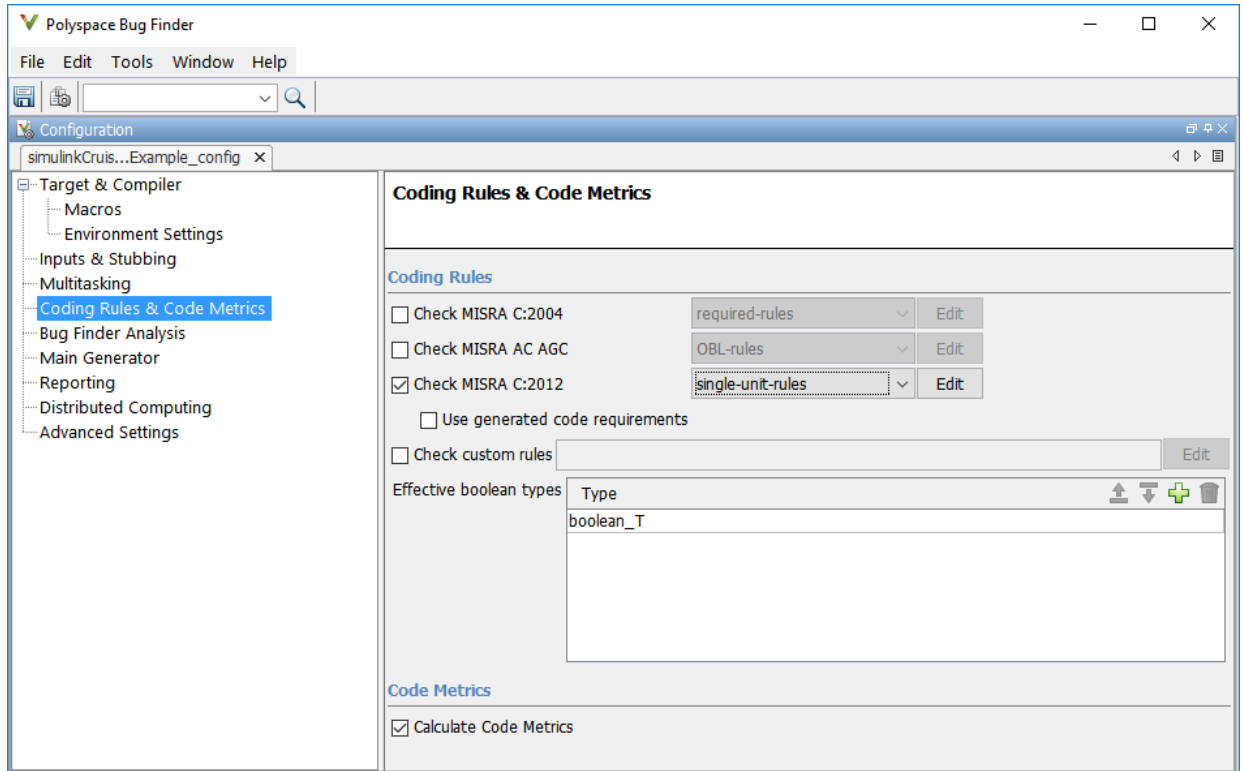 Polyspace Bug Finder
File Edit Tools Window Help
Configuration
simulinkCruis...Example_config
Target & Compiler
Macros
Environment Settings
Inputs & Stubbing
Multitasking
Coding Rules & Code Metrics
Bug Finder Analysis
Main Generator
Reporting
Distributed Computing
Advanced Settings
Coding Rules & Code Metrics
Coding Rules
Check MISRA C:2004 required-rules Edit
Check MISRA AC AGC OBL-rules Edit
Check MISRA C:2012 single-unit-rules Edit
Use generated code requirements
Check custom rules Edit
Effective boolean types Type
boolean_T
Code Metrics
Calculate Code Metrics